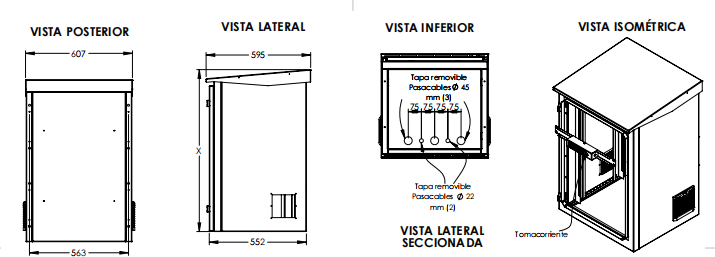 VISTA POSTERIOR
607
563
VISTA LATERAL
595
X
552
VISTA INFERIOR
Tapa removible
Pasacables Ø 45
mm (3)
75 75 75 75
Tapa removible
Pasacables Ø 22
mm (2)
VISTA LATERAL
SECCIONADA
VISTA ISOMÉTRICA
Tomacorriente